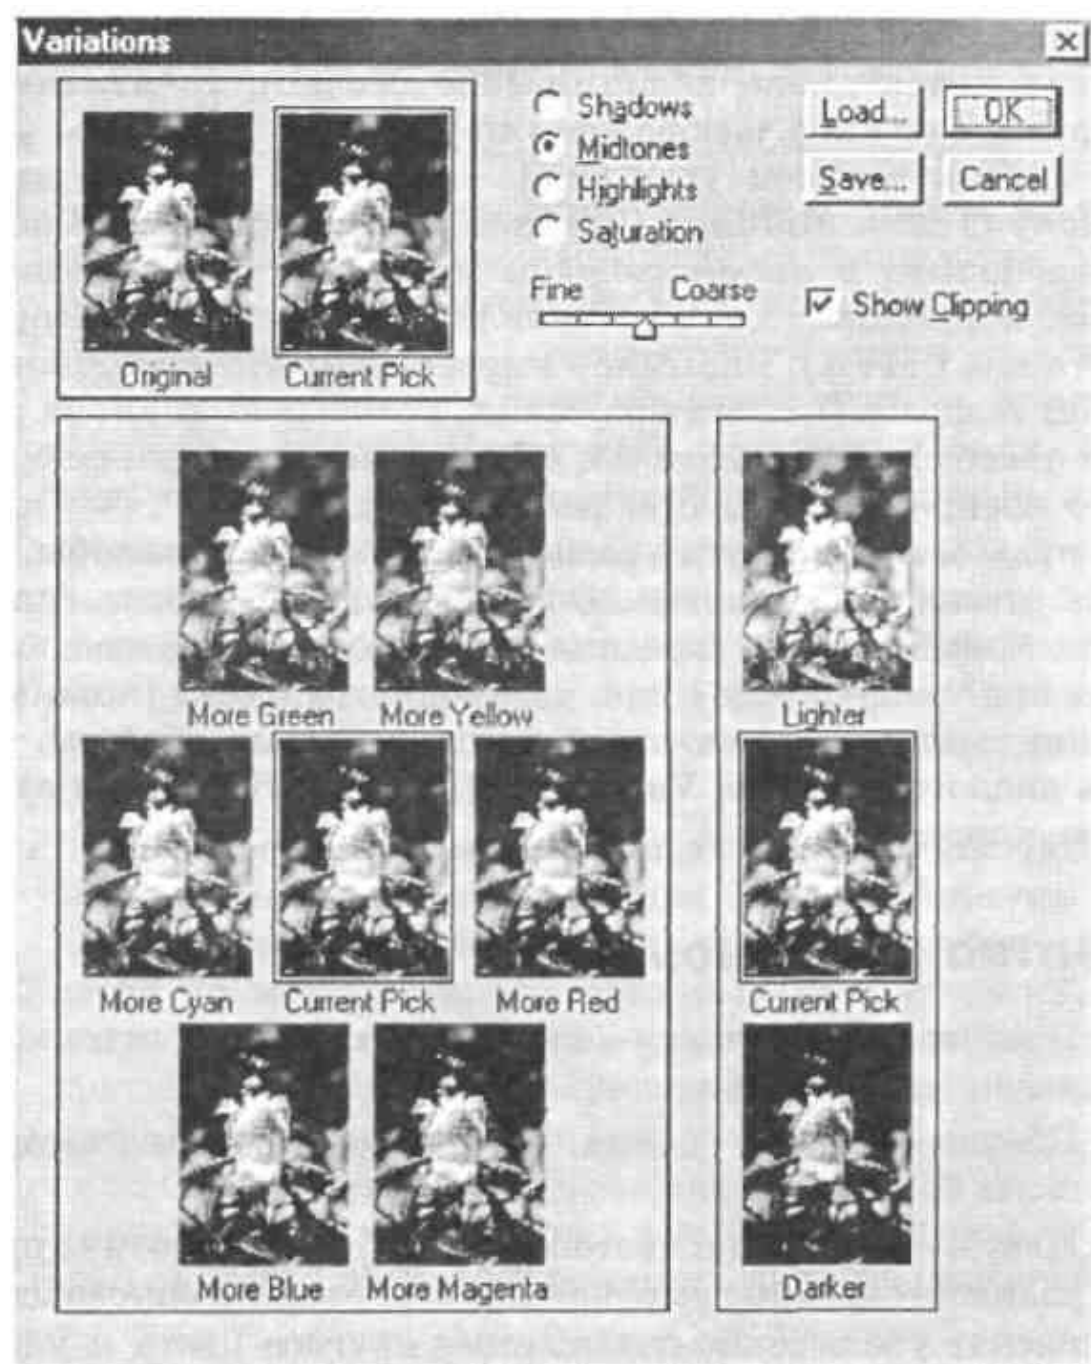 Variations
Shadows
Midtones
Highlights
Saturation
Load...
OK
Save...
Cancel
Fine
Coarse
Show Clipping
Original
Current Pick
More Green
More Yellow
Lighter
More Cyan
Current Pick
More Red
Current Pick
More Blue
More Magenta
Darker